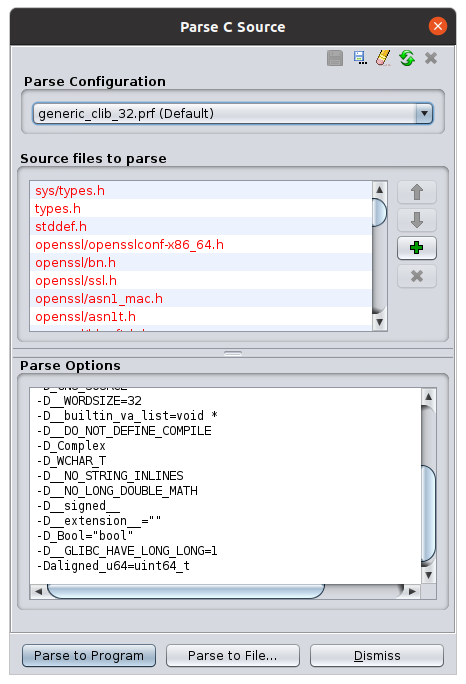 Parse C Source
Parse Configuration
generic_clib_32.prf (Default)
Source files to parse
sys/types.h
types.h
stddef.h
openssl/opensslconf-x86_64.h
openssl/bn.h
openssl/ssl.h
openssl/asn1_mac.h
openssl/asn1t.h
Parse Options
-D__WORDSIZE=32
-D__builtin_va_list=void *
-D__DO_NOT_DEFINE_COMPILE
-D_Complex
-D_WCHAR_T
-D__NO_STRING_INLINES
-D__NO_LONG_DOUBLE_MATH
-D__signed__
-D__extension__=""
-D_Bool="bool"
-D__GLIBC_HAVE_LONG_LONG=1
-Daligned_u64=uint64_t
Parse to Program
Parse to File...
Dismiss